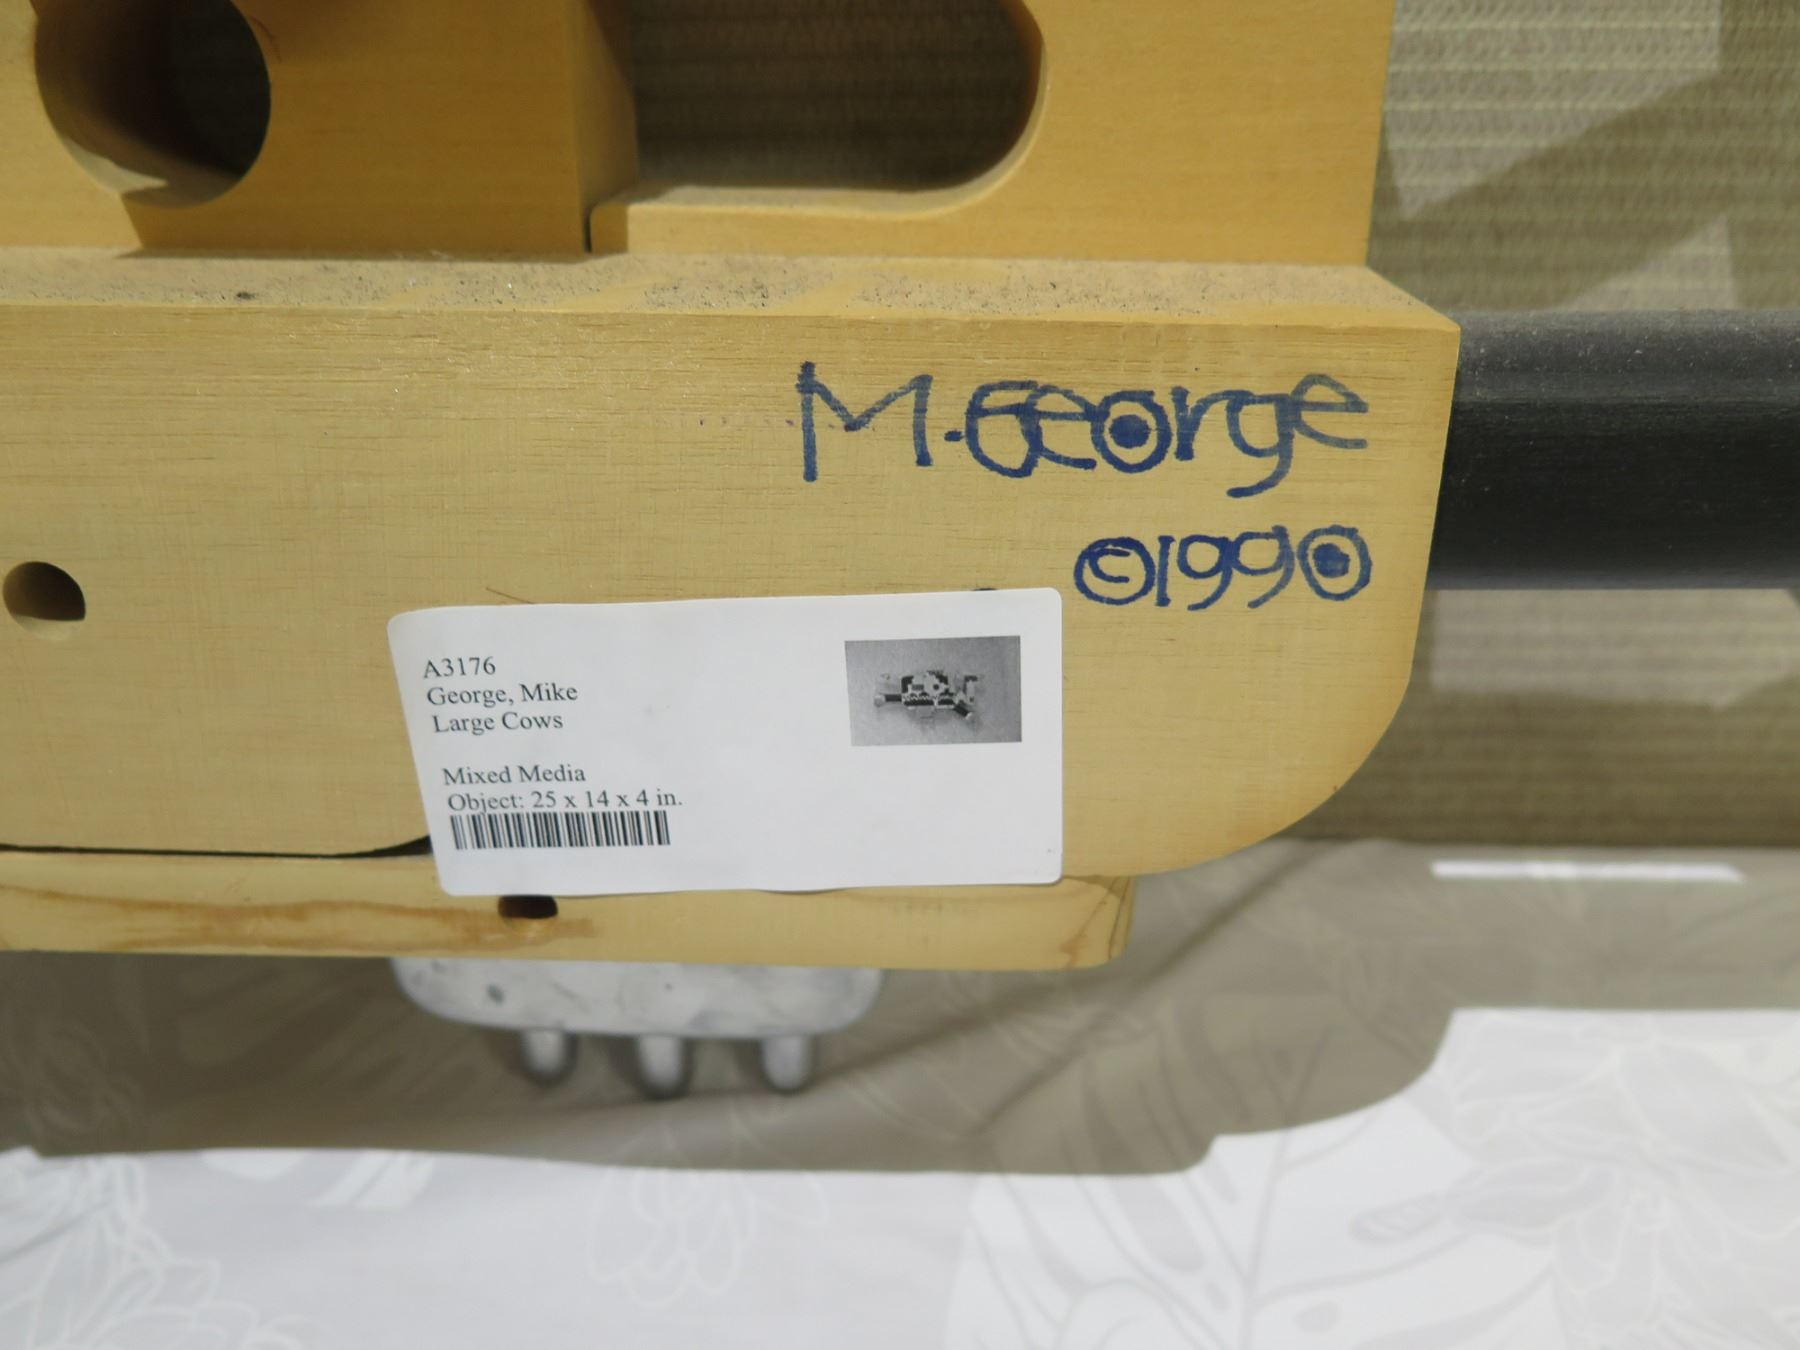 M. George
©1990
A3176
George, Mike
Large Cows
Mixed Media
Object: 25 x 14 x 4 in.